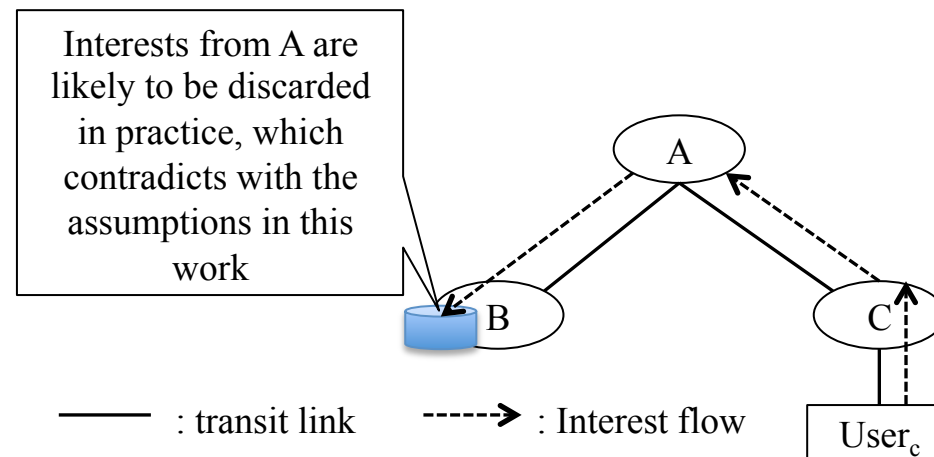 Interests from A are
likely to be discarded
in practice, which
contradicts with the
assumptions in this
work
A
B
C
: transit link
: Interest flow
Userc